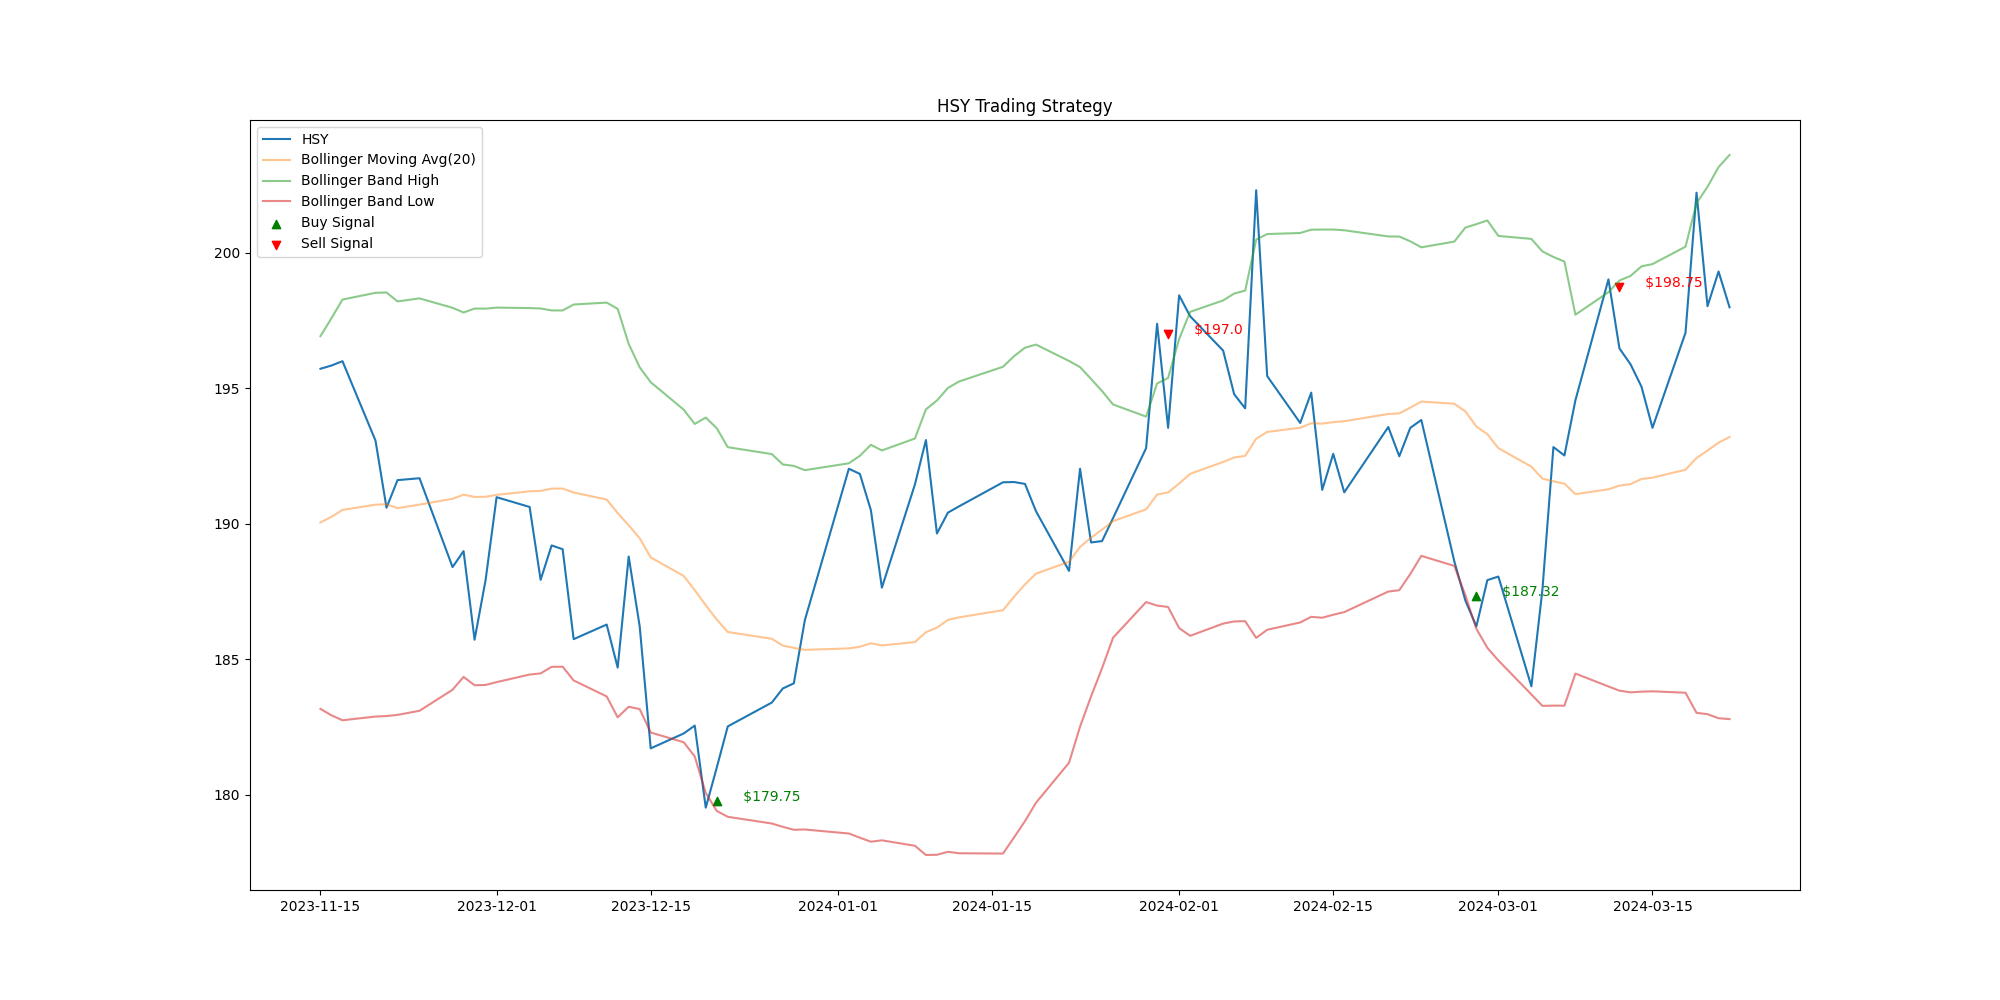 HSY Trading Strategy
HSY
Bollinger Moving Avg(20)
Bollinger Band High
Bollinger Band Low
Buy Signal
Sell Signal
200
195
190
185
180
$198.75
$197.0
$187.32
$179.75
2023-11-15 2023-12-01 2023-12-15 2024-01-01 2024-01-15 2024-02-01 2024-02-15 2024-03-01 2024-03-15